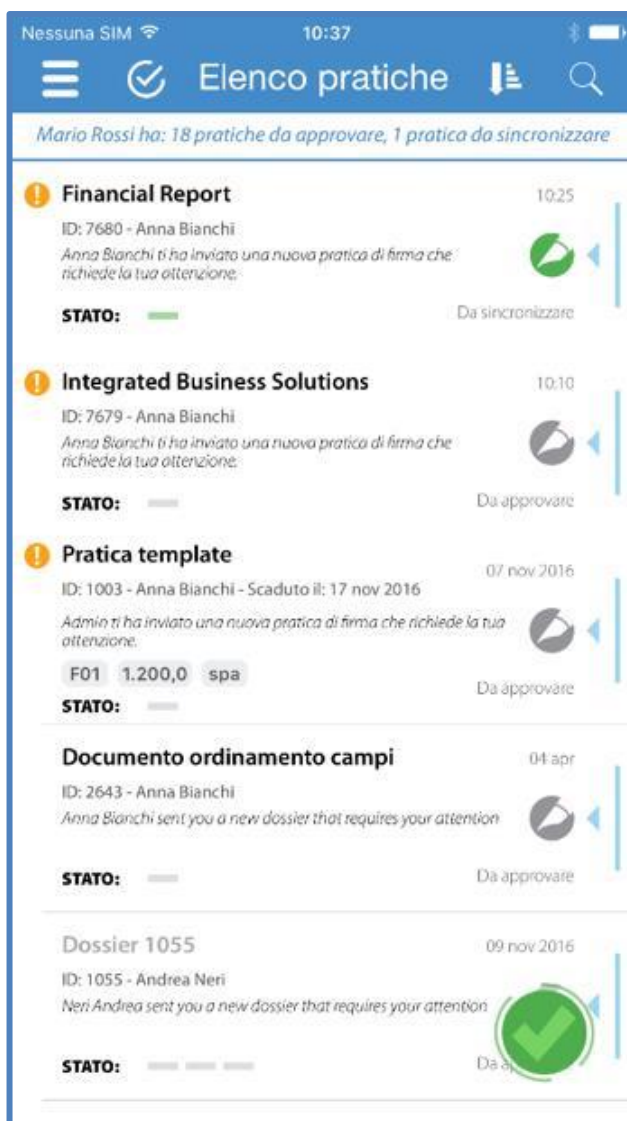 Nessuna SIM 10:37
Elenco pratiche
Mario Rossi ha: 18 pratiche da approvare, 1 pratica da sincronizzare
Financial Report 10:25
ID: 7680 - Anna Bianchi
Anna Bianchi ti ha inviato una nuova pratica di firma che
richiede la tua attenzione.
STATO: Da sincronizzare
Integrated Business Solutions 10:10
ID: 7679 - Anna Bianchi
Anna Bianchi ti ha inviato una nuova pratica di firma che
richiede la tua attenzione.
STATO: Da approvare
Pratica template 07 nov 2016
ID: 1003 - Anna Bianchi - Scaduto il: 17 nov 2016
Admin ti ha inviato una nuova pratica di firma che richiede la tua
attenzione.
F01 1.200,0 spa
STATO: Da approvare
Documento ordinamento campi 04 apr
ID: 2643 - Anna Bianchi
Anna Bianchi sent you a new dossier that requires your attention
STATO: Da approvare
Dossier 1055 09 nov 2016
ID: 1055 - Andrea Neri
Neri Andrea sent you a new dossier that requires your attention
STATO: Da